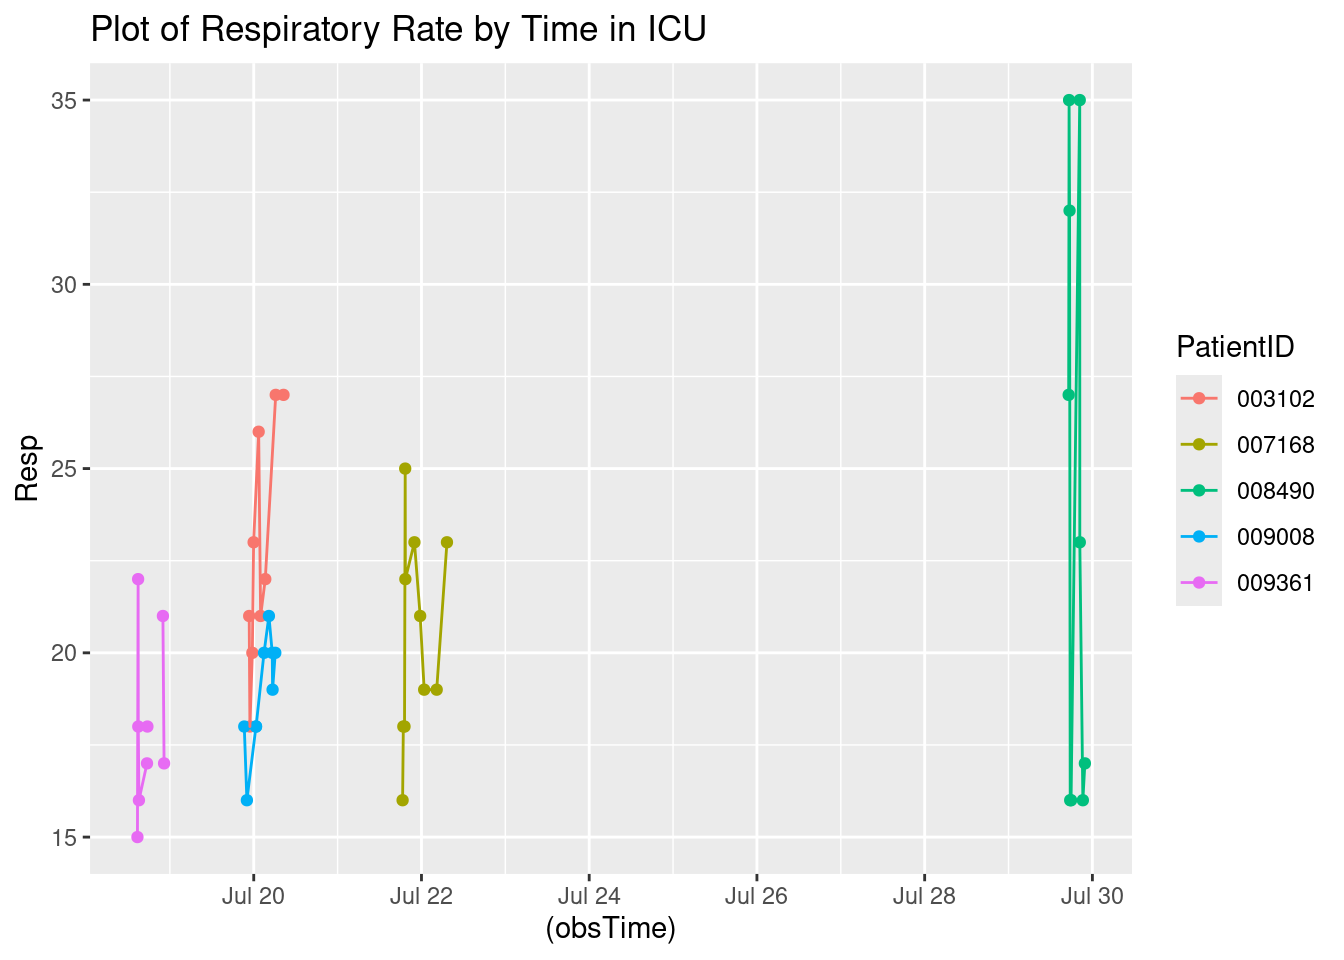 Plot of Respiratory Rate by Time in ICU
35
30
25
20
15
Resp
Jul 20 Jul 22 Jul 24 Jul 26 Jul 28 Jul 30
(obsTime)
PatientID
003102
007168
008490
009008
009361